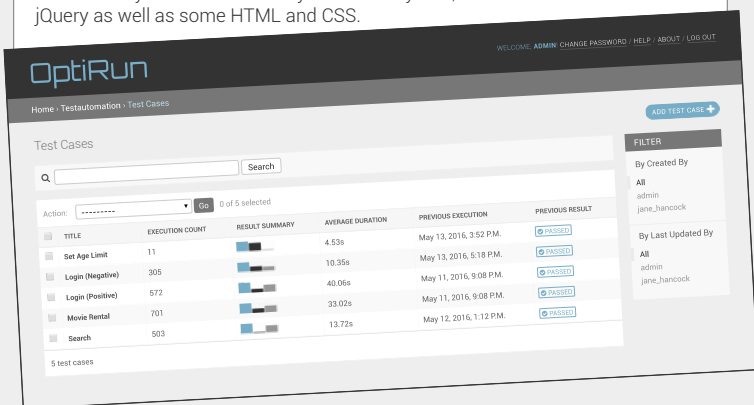 jQuery as well as some HTML and CSS.
OptiRun
WELCOME, ADMIN! CHANGE PASSWORD / HELP / ABOUT / LOG OUT
Home › Testautomation › Test Cases
ADD TEST CASE
Test Cases
Search
Action: --------- Go 0 of 5 selected
TITLE EXECUTION COUNT RESULT SUMMARY AVERAGE DURATION PREVIOUS EXECUTION PREVIOUS RESULT
Set Age Limit 11 4.53s May 13, 2016, 3:52 P.M. PASSED
Login (Negative) 305 10.35s May 13, 2016, 5:18 P.M. PASSED
Login (Positive) 572 40.06s May 11, 2016, 9:08 P.M. PASSED
Movie Rental 701 33.02s May 11, 2016, 9:08 P.M. PASSED
Search 503 13.72s May 12, 2016, 1:12 P.M. PASSED
5 test cases
FILTER
By Created By
All
admin
jane_hancock
By Last Updated By
All
admin
jane_hancock